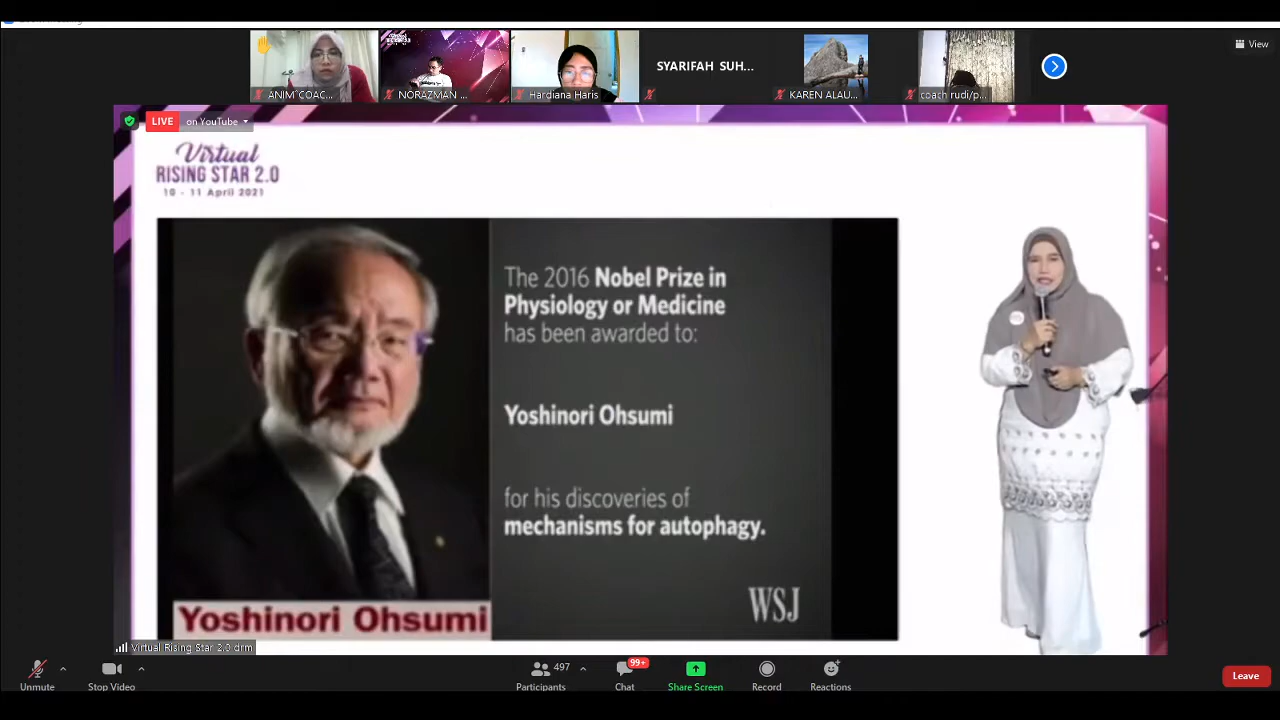 View
ANIM~COAC...
NORAZMAN ...
Hardiana Haris
SYARIFAH SUH...
KAREN ALAU...
coach rudi/p...
LIVE on YouTube
Virtual
RISING STAR 2.0
10 - 11 April 2021
The 2016 Nobel Prize in
Physiology or Medicine
has been awarded to:
Yoshinori Ohsumi
for his discoveries of
mechanisms for autophagy.
WSJ
Yoshinori Ohsumi
Virtual Rising Star 2.0 drm
Unmute
Stop Video
497
Participants
99+
Chat
Share Screen
Record
Reactions
Leave